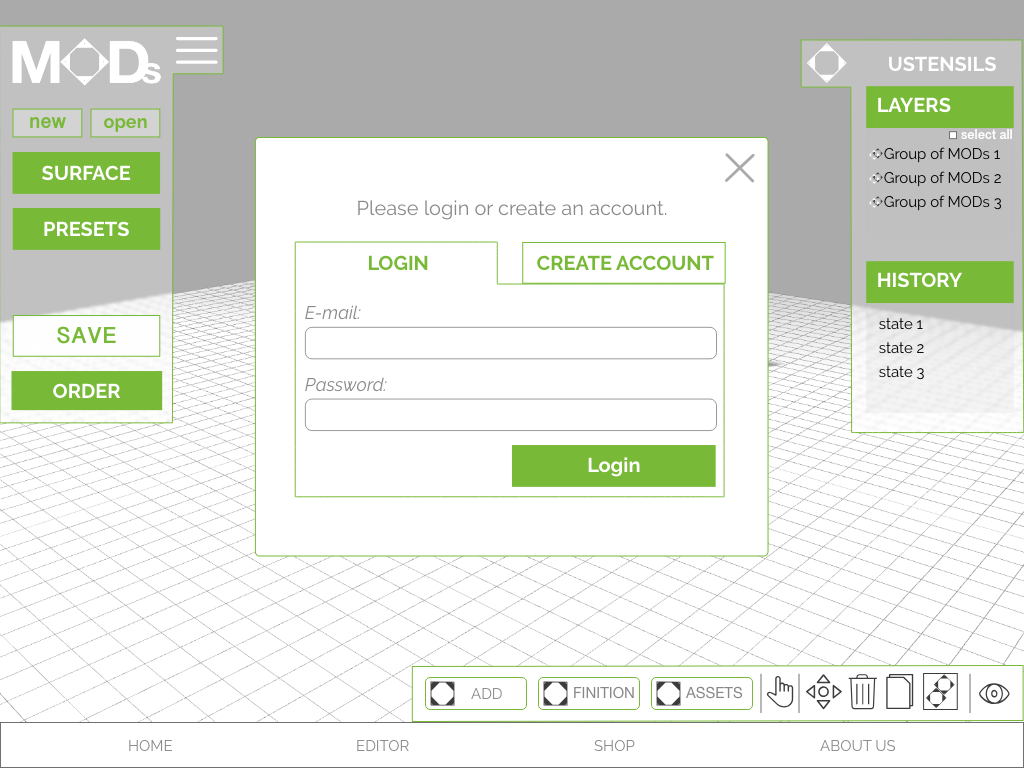 MODs
new
open
SURFACE
PRESETS
SAVE
ORDER
Please login or create an account.
LOGIN
CREATE ACCOUNT
E-mail:
Password:
Login
USTENSILS
LAYERS
select all
Group of MODs 1
Group of MODs 2
Group of MODs 3
HISTORY
state 1
state 2
state 3
ADD
FINITION
ASSETS
HOME
EDITOR
SHOP
ABOUT US